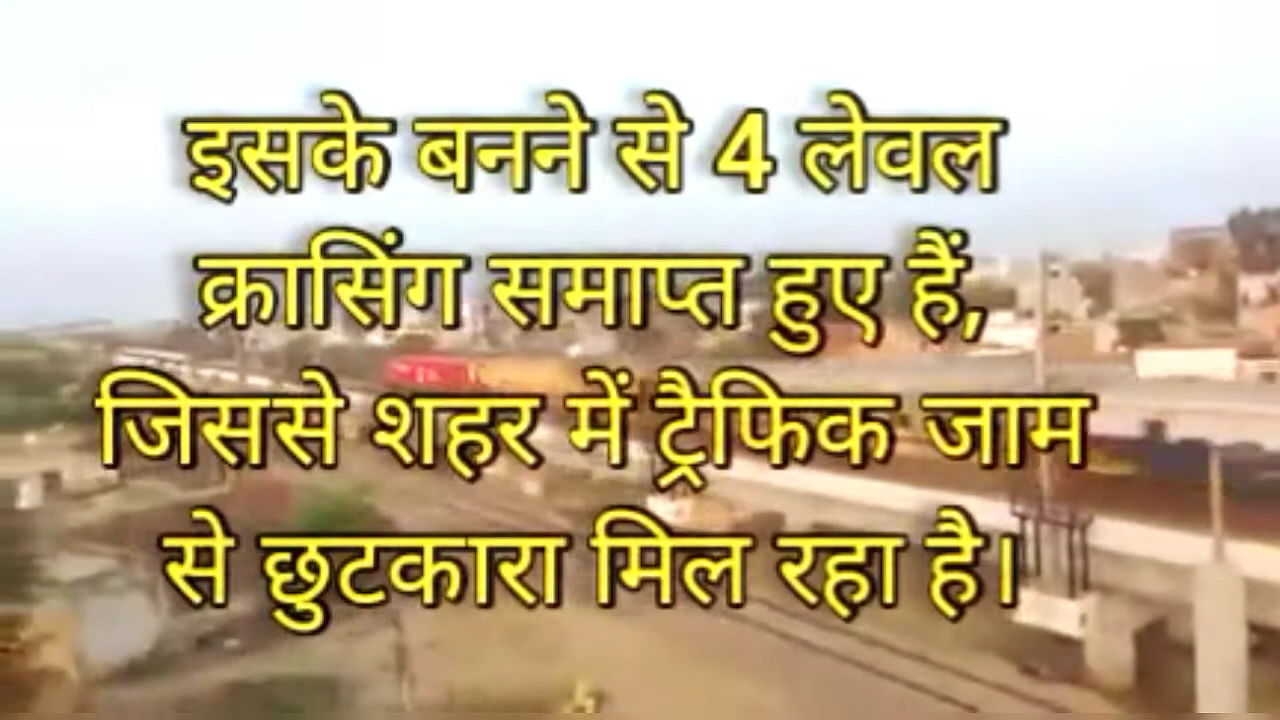 इसके बनने से 4 लेवल
क्रासिंग समाप्त हुए हैं,
जिससे शहर में ट्रैफिक जाम
से छुटकारा मिल रहा है।